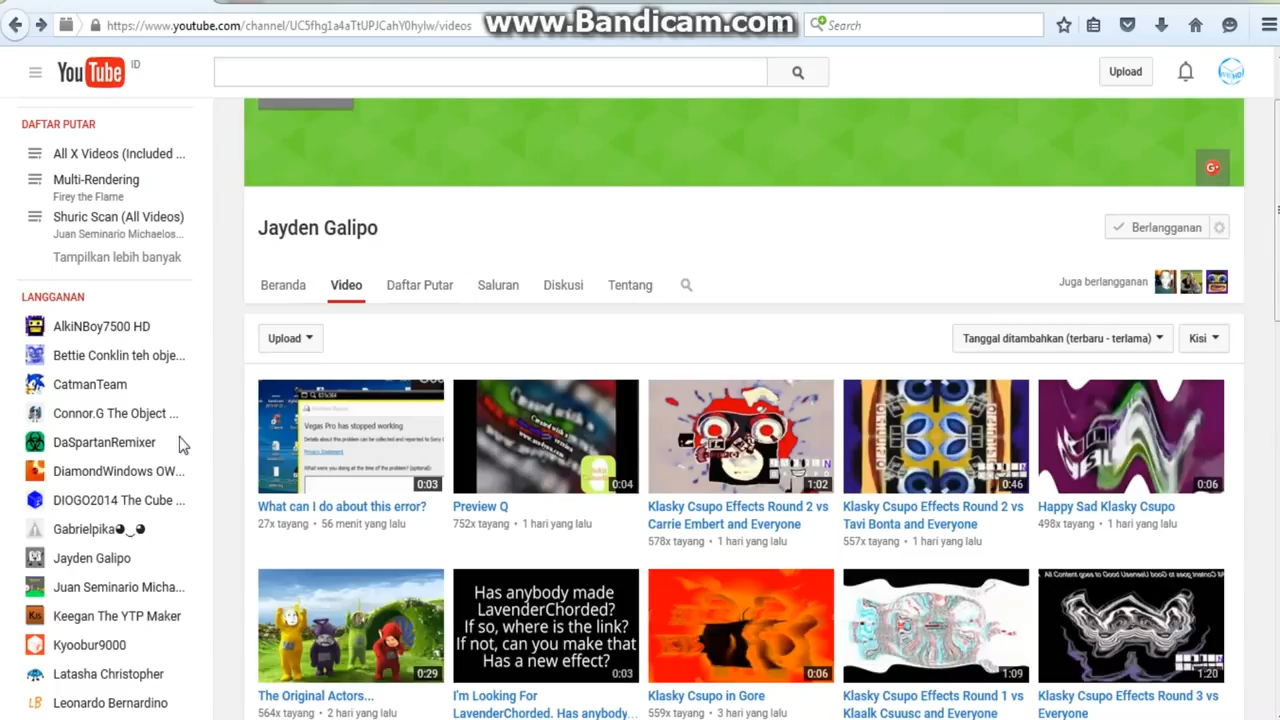 www.Bandicam.com
https://www.youtube.com/channel/UC5fhg1a4aTtUPJCahY0hylw/videos
Search
YouTube ID
Upload
DAFTAR PUTAR
All X Videos (Included ...
Multi-Rendering
Firey the Flame
Shuric Scan (All Videos)
Juan Seminario Michaelos...
Tampilkan lebih banyak
LANGGANAN
AlkiNBoy7500 HD
Bettie Conklin teh obje...
CatmanTeam
Connor.G The Object ...
DaSpartanRemixer
DiamondWindows OW...
DIOGO2014 The Cube ...
Gabrielpika◕‿◕
Jayden Galipo
Juan Seminario Micha...
Keegan The YTP Maker
Kyoobur9000
Latasha Christopher
Leonardo Bernardino
Jayden Galipo
Berlangganan
Beranda Video Daftar Putar Saluran Diskusi Tentang
Juga berlangganan
Upload
Tanggal ditambahkan (terbaru - terlama)
Kisi
Vegas Pro has stopped working
Privacy Statement
0:03
What can I do about this error?
27x tayang • 56 menit yang lalu
0:04
Preview Q
752x tayang • 1 hari yang lalu
1:02
Klasky Csupo Effects Round 2 vs
Carrie Embert and Everyone
578x tayang • 1 hari yang lalu
0:46
Klasky Csupo Effects Round 2 vs
Tavi Bonta and Everyone
557x tayang • 1 hari yang lalu
0:06
Happy Sad Klasky Csupo
498x tayang • 1 hari yang lalu
0:29
The Original Actors...
564x tayang • 2 hari yang lalu
Has anybody made
LavenderChorded?
If so, where is the link?
If not, can you make that
Has a new effect?
0:03
I'm Looking For
LavenderChorded. Has anybody...
0:06
Klasky Csupo in Gore
559x tayang • 3 hari yang lalu
1:09
Klasky Csupo Effects Round 1 vs
Klaalk Csuusc and Everyone
1:20
Klasky Csupo Effects Round 3 vs
Everyone